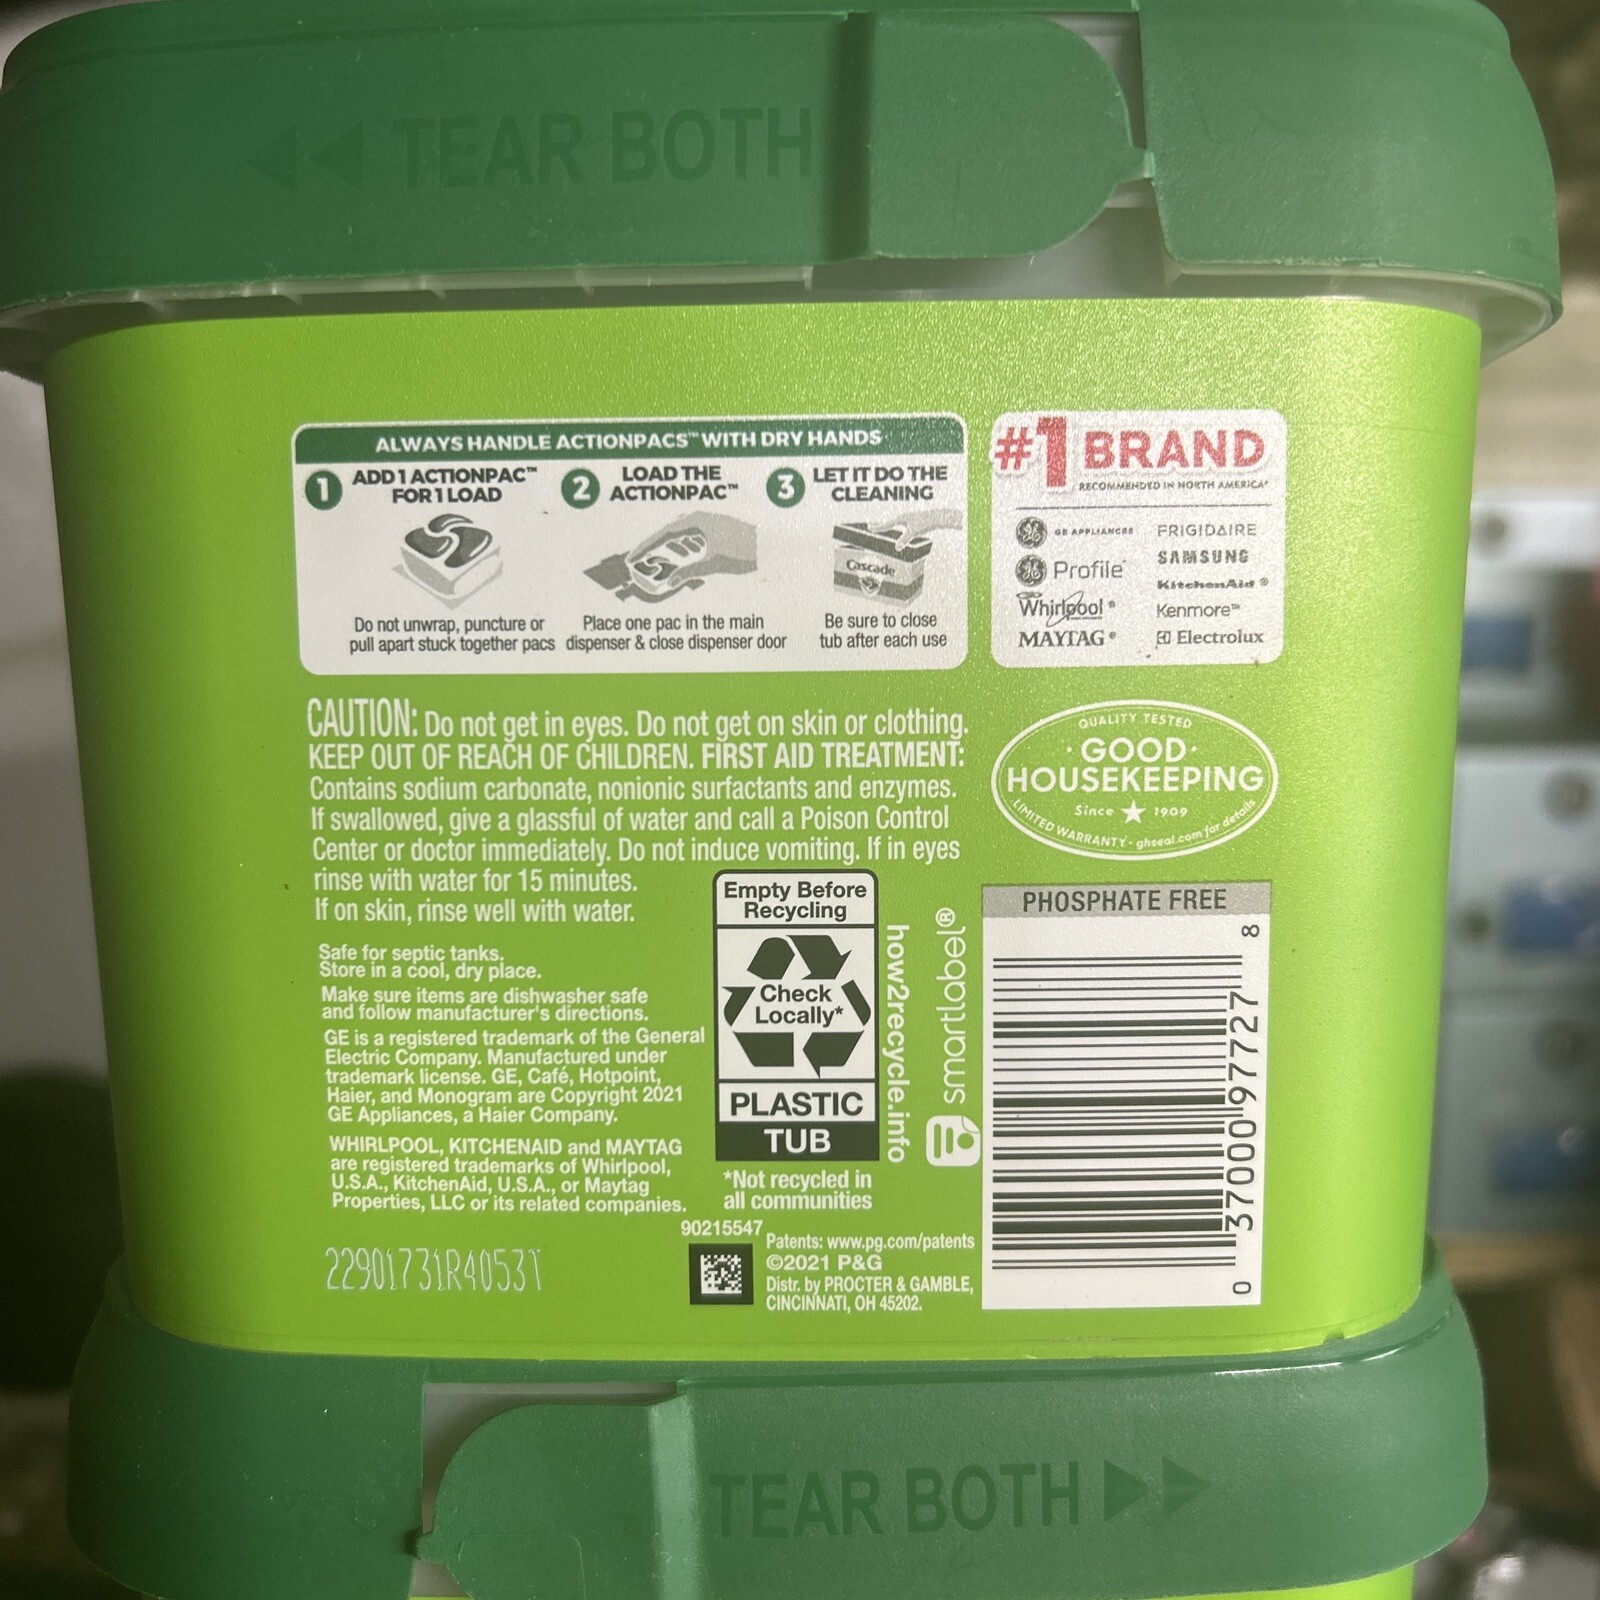 TEAR BOTH
ALWAYS HANDLE ACTIONPACS™ WITH DRY HANDS
1 ADD 1 ACTIONPAC™
FOR 1 LOAD
Do not unwrap, puncture or
pull apart stuck together pacs
2 LOAD THE
ACTIONPAC™
Place one pac in the main
dispenser & close dispenser door
3 LET IT DO THE
CLEANING
Cascade
Be sure to close
tub after each use
#1 BRAND
RECOMMENDED IN NORTH AMERICA*
GE APPLIANCES
Profile
Whirlpool®
MAYTAG®
FRIGIDAIRE
SAMSUNG
KitchenAid®
Kenmore™
Electrolux
CAUTION: Do not get in eyes. Do not get on skin or clothing.
KEEP OUT OF REACH OF CHILDREN. FIRST AID TREATMENT:
Contains sodium carbonate, nonionic surfactants and enzymes.
If swallowed, give a glassful of water and call a Poison Control
Center or doctor immediately. Do not induce vomiting. If in eyes
rinse with water for 15 minutes.
If on skin, rinse well with water.
QUALITY TESTED
GOOD
HOUSEKEEPING
Since ★ 1909
LIMITED WARRANTY • ghseal.com for details
Safe for septic tanks.
Store in a cool, dry place.
Make sure items are dishwasher safe
and follow manufacturer's directions.
GE is a registered trademark of the General
Electric Company. Manufactured under
trademark license. GE, Café, Hotpoint,
Haier, and Monogram are Copyright 2021
GE Appliances, a Haier Company.
WHIRLPOOL, KITCHENAID and MAYTAG
are registered trademarks of Whirlpool,
U.S.A., KitchenAid, U.S.A., or Maytag
Properties, LLC or its related companies.
22901731R4053T
Empty Before
Recycling
Check
Locally*
PLASTIC
TUB
*Not recycled in
all communities
how2recycle.info
smartlabel®
90215547
Patents: www.pg.com/patents
©2021 P&G
Distr. by PROCTER & GAMBLE,
CINCINNATI, OH 45202.
PHOSPHATE FREE
0 37000 97727 8
TEAR BOTH